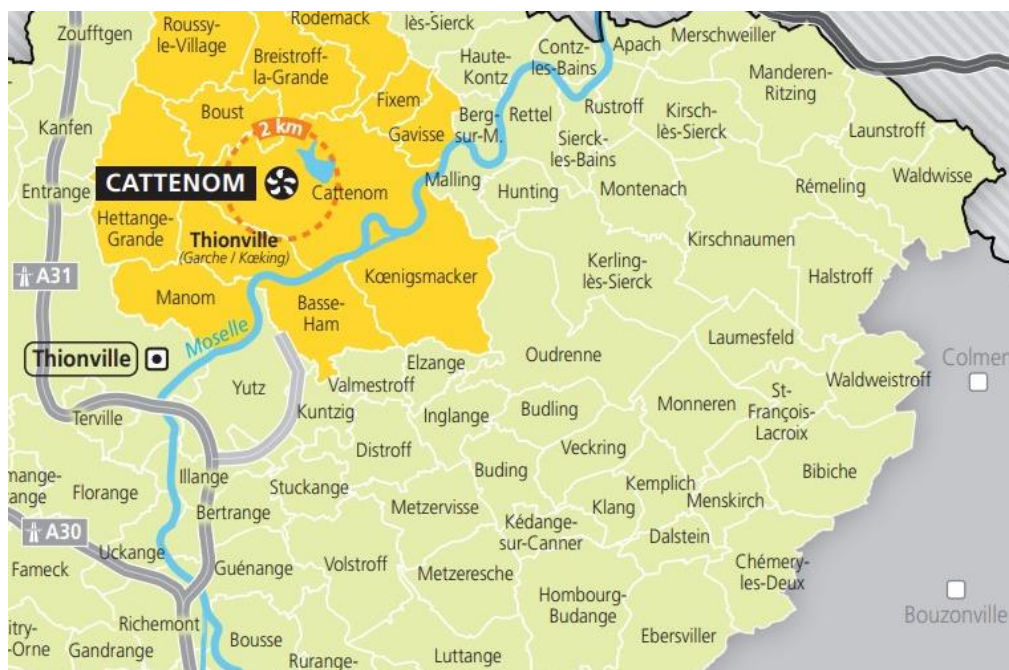 Zoufftgen
Roussy-
le-Village
Rodemack
lès-Sierck
Breistroff-
la-Grande
Haute-
Kontz
Contz-
les-Bains
Apach
Merschweiller
Manderen-
Ritzing
Kanfen
Boust
Fixem
Gavisse
Berg-
sur-M.
Rettel
Rustroff
Kirsch-
lès-Sierck
Launstroff
2 km
Sierck-
les-Bains
Waldwisse
Entrange
CATTENOM
Cattenom
Malling
Hunting
Montenach
Rémeling
Hettange-
Grande
Thionville
(Garche / Kœking)
Kirschnaumen
A31
Kœnigsmacker
Kerling-
lès-Sierck
Halstroff
Manom
Basse-
Ham
Moselle
Laumesfeld
Thionville
Elzange
Oudrenne
Colmen
Yutz
Valmestroff
Waldweistroff
Kuntzig
Inglange
Budling
Monneren
St-
François-
Lacroix
Terville
Distroff
Veckring
Buding
Bibiche
Illange
Stuckange
Kemplich
Florange
Metzervisse
Klang
Menskirch
Bertrange
Kédange-
sur-Canner
Dalstein
A30
Uckange
Fameck
Guénange
Volstroff
Metzeresche
Chémery-
les-Deux
Hombourg-
Budange
Bouzonville
Richemont
Ebersviller
Gandrange
Bousse
Luttange
Rurange-